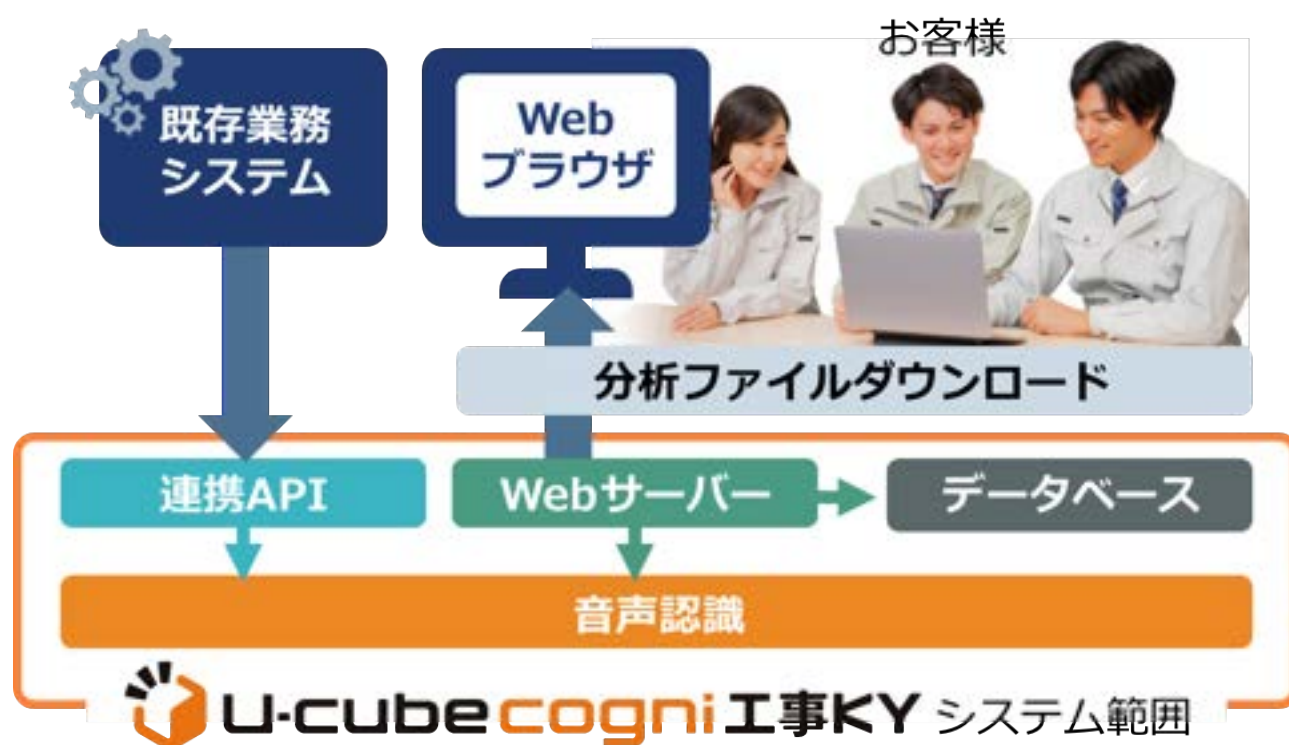 お客様
既存業務
システム
Web
ブラウザ
分析ファイルダウンロード
連携API
Webサーバー
データベース
音声認識
U-cube cogni 工事KY システム範囲